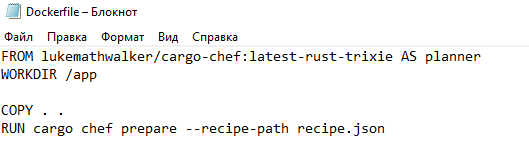 Dockerfile – Блокнот
Файл Правка Формат Вид Справка
FROM lukemathwalker/cargo-chef:latest-rust-trixie AS planner
WORKDIR /app
COPY . .
RUN cargo chef prepare --recipe-path recipe.json